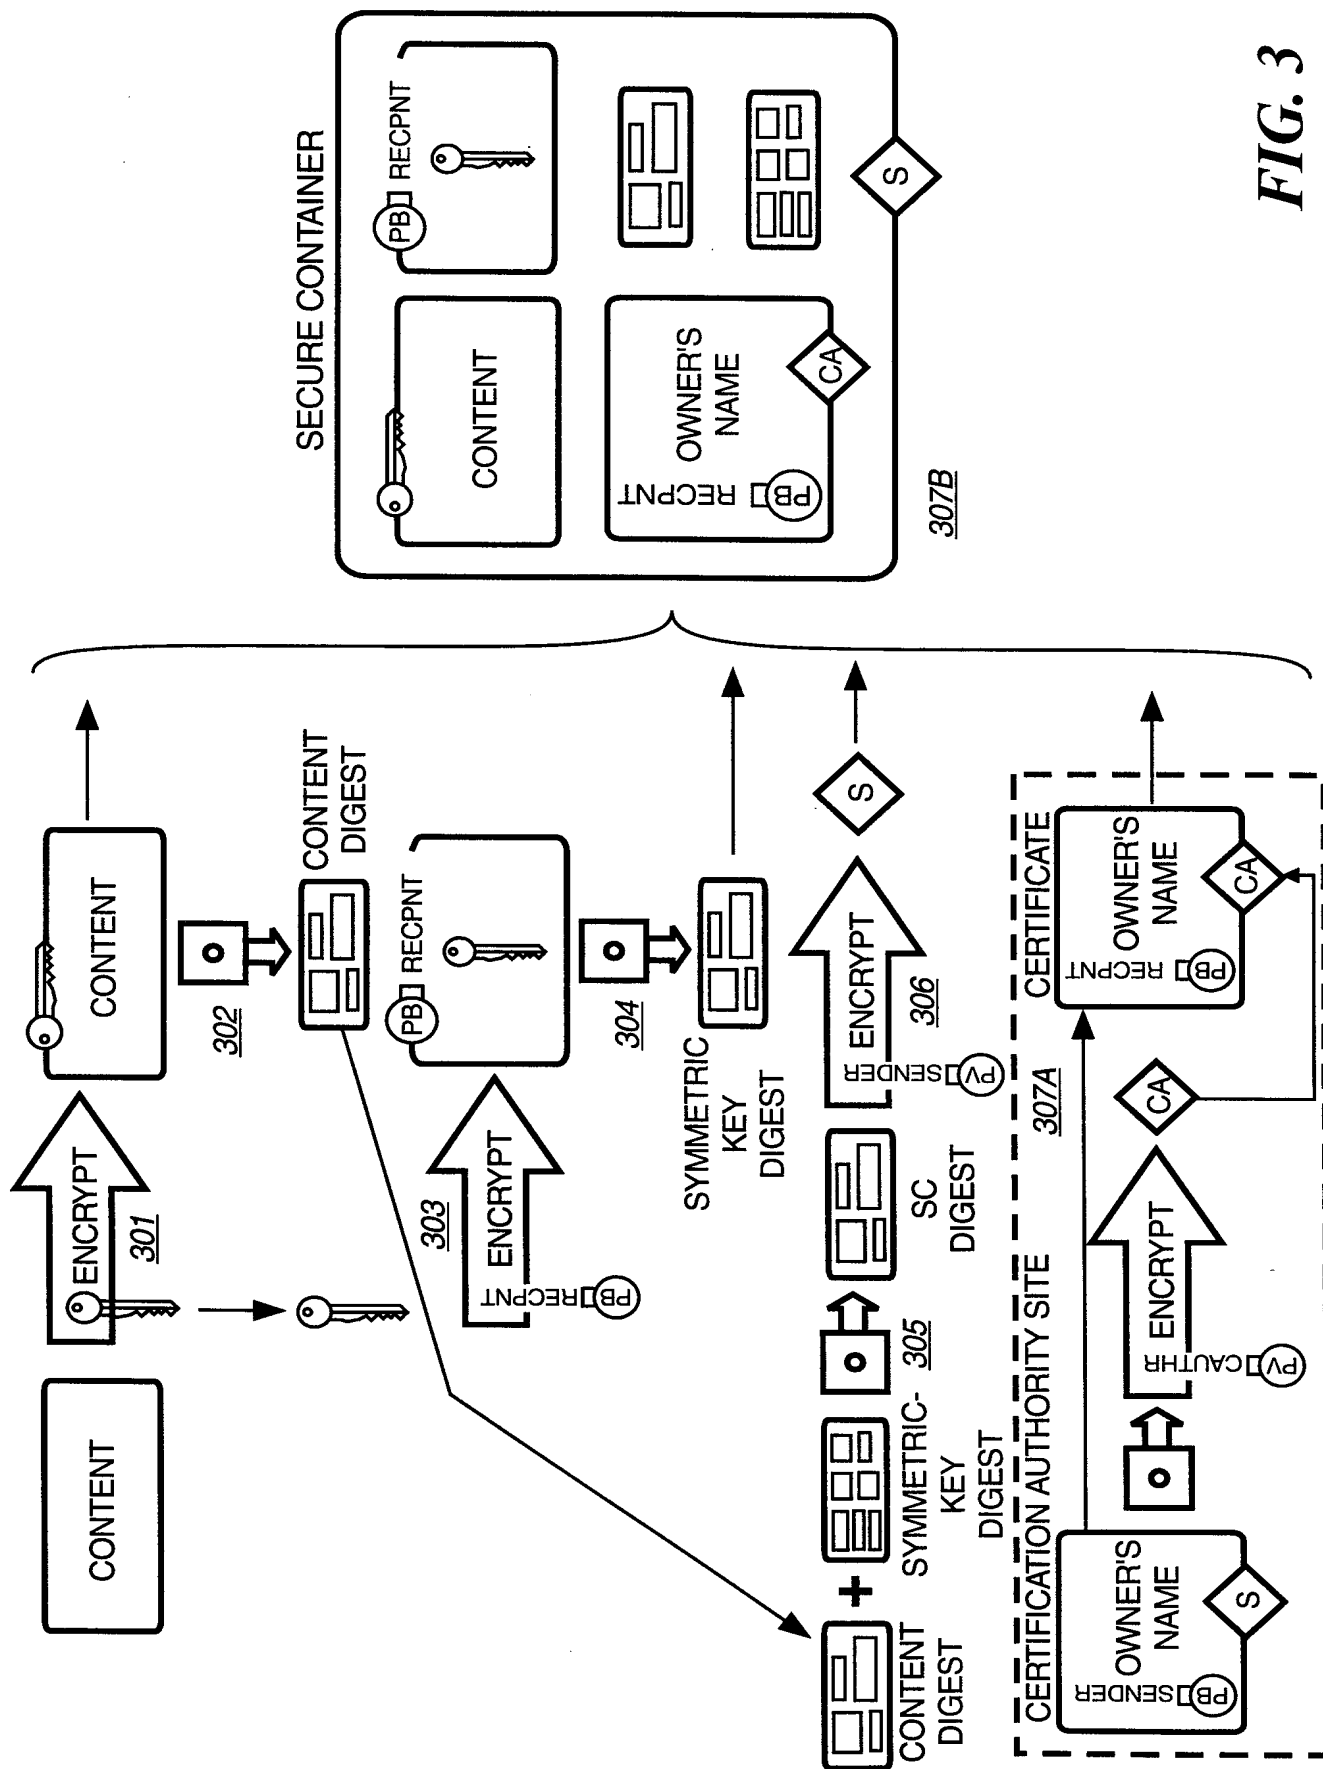 CONTENT
ENCRYPT
301
CONTENT
302
CONTENT
DIGEST
303
ENCRYPT
RECPNT
PB
PB
RECPNT
304
SYMMETRIC
KEY
DIGEST
CONTENT
DIGEST
+
SYMMETRIC-
KEY
DIGEST
305
SC
DIGEST
ENCRYPT
SENDER
PV
306
S
CERTIFICATION AUTHORITY SITE
OWNER'S
NAME
SENDER
PB
S
ENCRYPT
CAUTHR
PV
CA
307A
CERTIFICATE
OWNER'S
NAME
RECPNT
PB
CA
SECURE CONTAINER
CONTENT
PB
RECPNT
OWNER'S
NAME
RECPNT
PB
CA
S
307B
FIG. 3